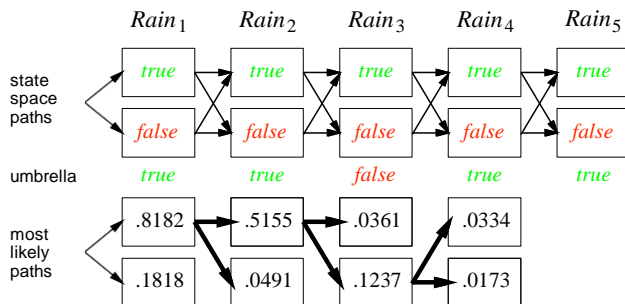 Rain1 Rain2 Rain3 Rain4 Rain5
state space paths
true true true true true
false false false false false
umbrella true true false true true
most likely paths
.8182 .5155 .0361 .0334
.1818 .0491 .1237 .0173